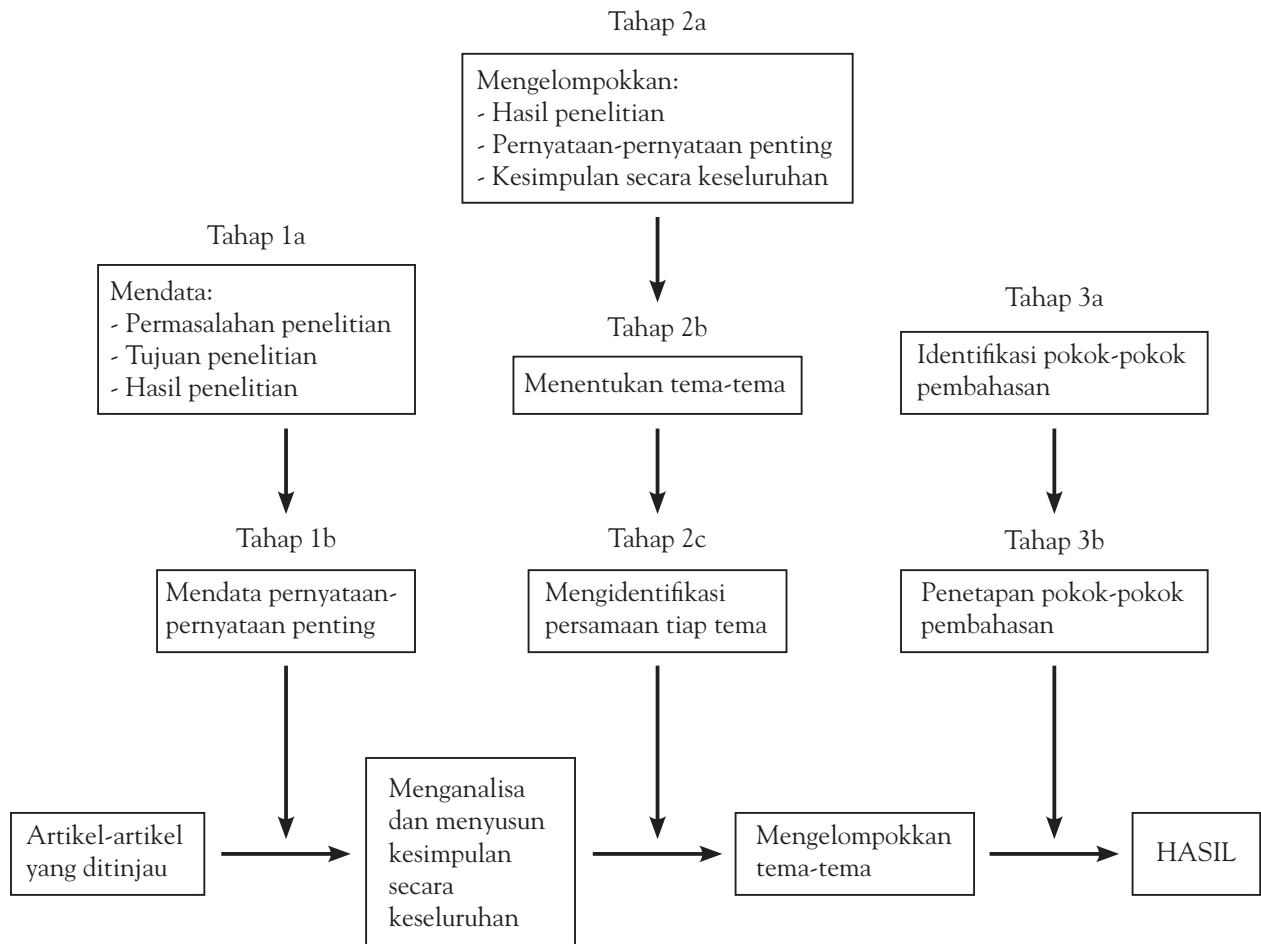 Tahap 2a
Mengelompokkan:
- Hasil penelitian
- Pernyataan-pernyataan penting
- Kesimpulan secara keseluruhan
Tahap 1a
Mendata:
- Permasalahan penelitian
- Tujuan penelitian
- Hasil penelitian
Tahap 2b
Menentukan tema-tema
Tahap 3a
Identifikasi pokok-pokok
pembahasan
Tahap 1b
Mendata pernyataan-
pernyataan penting
Tahap 2c
Mengidentifikasi
persamaan tiap tema
Tahap 3b
Penetapan pokok-pokok
pembahasan
Artikel-artikel
yang ditinjau
Menganalisa
dan menyusun
kesimpulan
secara
keseluruhan
Mengelompokkan
tema-tema
HASIL